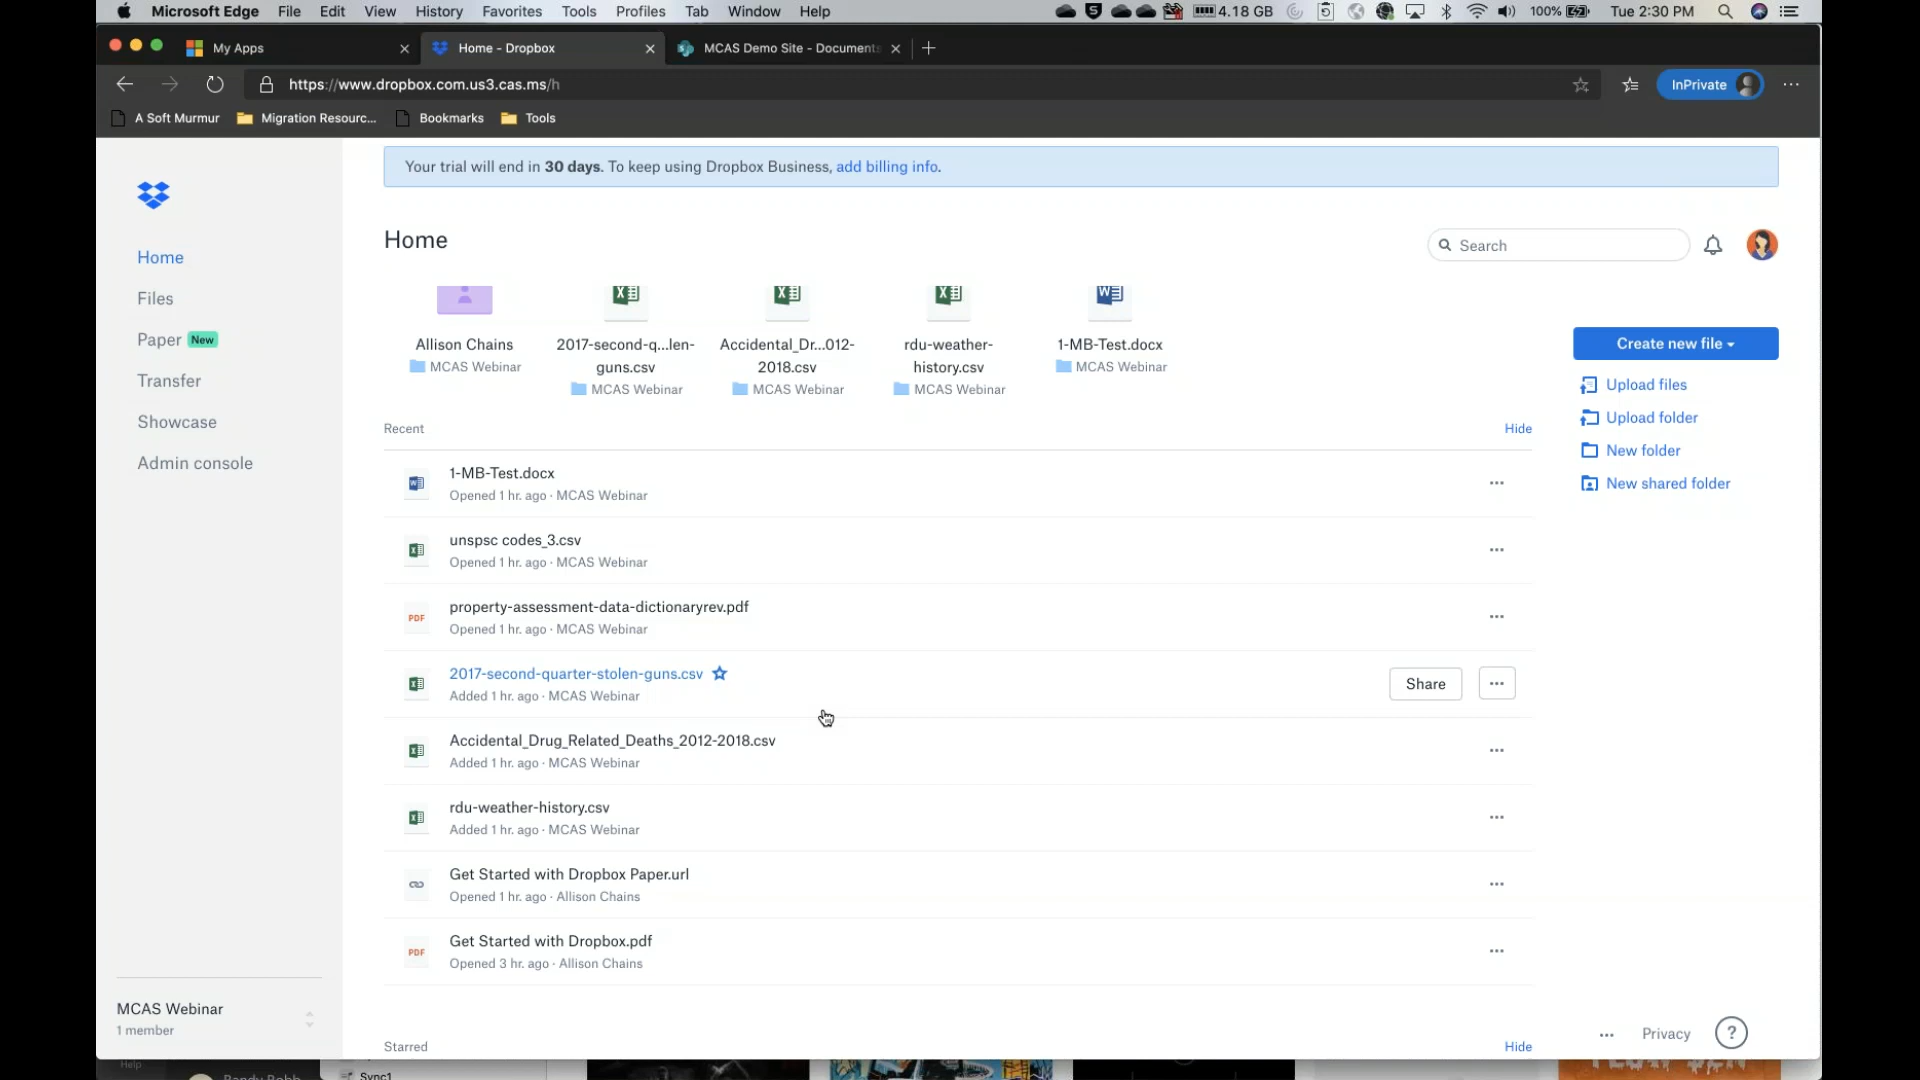 Microsoft Edge File Edit View History Favorites Tools Profiles Tab Window Help 4.18 GB 100% Tue 2:30 PM
My Apps
Home - Dropbox
MCAS Demo Site - Documents
https://www.dropbox.com.us3.cas.ms/h
InPrivate
A Soft Murmur
Migration Resourc...
Bookmarks
Tools
Your trial will end in 30 days. To keep using Dropbox Business, add billing info.
Home
Search
Home
Files
Paper New
Transfer
Showcase
Admin console
Allison Chains
MCAS Webinar
2017-second-q...len-
guns.csv
MCAS Webinar
Accidental_Dr...012-
2018.csv
MCAS Webinar
rdu-weather-
history.csv
MCAS Webinar
1-MB-Test.docx
MCAS Webinar
Create new file
Upload files
Upload folder
New folder
New shared folder
Recent
Hide
1-MB-Test.docx
Opened 1 hr. ago · MCAS Webinar
unspsc codes_3.csv
Opened 1 hr. ago · MCAS Webinar
PDF
property-assessment-data-dictionaryrev.pdf
Opened 1 hr. ago · MCAS Webinar
2017-second-quarter-stolen-guns.csv
Added 1 hr. ago · MCAS Webinar
Share
Accidental_Drug_Related_Deaths_2012-2018.csv
Added 1 hr. ago · MCAS Webinar
rdu-weather-history.csv
Added 1 hr. ago · MCAS Webinar
Get Started with Dropbox Paper.url
Opened 1 hr. ago · Allison Chains
PDF
Get Started with Dropbox.pdf
Opened 3 hr. ago · Allison Chains
MCAS Webinar
1 member
Starred
Hide
Privacy
?
Help
Sync1